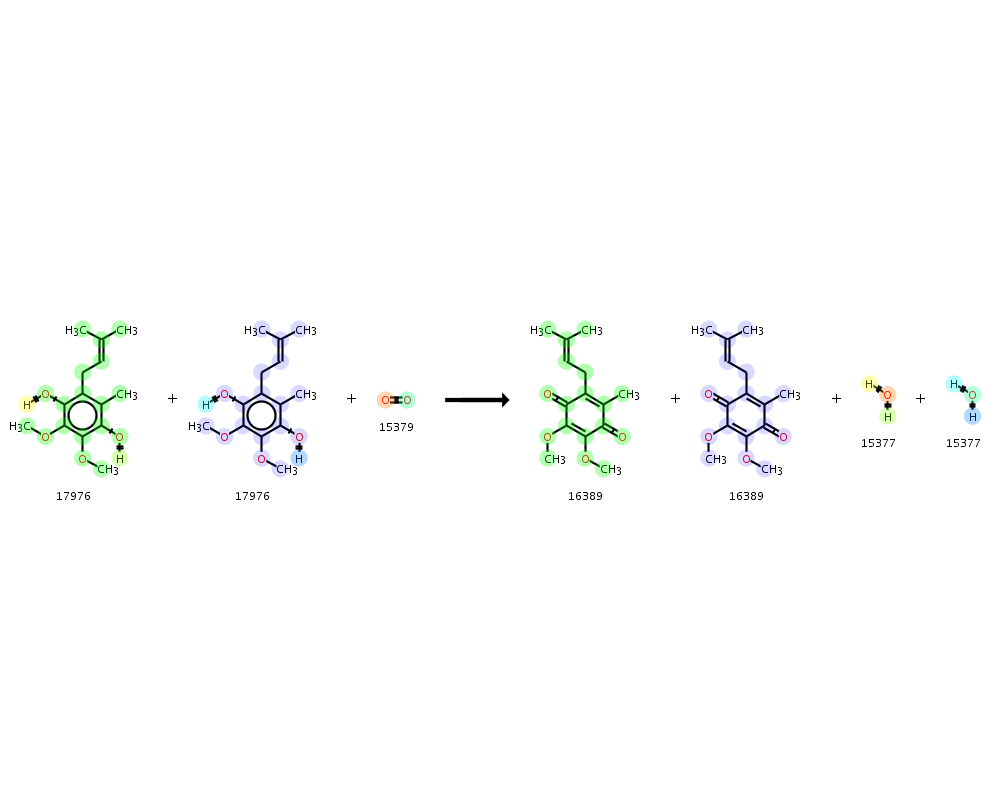 H₃C CH₃ H₃C CH₃ H₃C CH₃ H₃C CH₃
O CH₃ O CH₃ O CH₃ O CH₃ H O H O
H + H + O O + + H + H
H₃C O O H₃C O O 15379 O O 15377 15377
O H O H O O O O
CH₃ CH₃ CH₃ CH₃ CH₃ CH₃
17976 17976 16389 16389